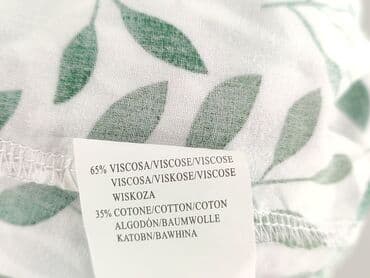 65% VISCOSA/VISCOSE/VISCOSE
VISCOSA/VISKOSE/VISCOSE
WISKOZA
35% COTONE/COTTON/COTON
ALGODÓN/BAUMWOLLE
KATOBN/BAWHINA